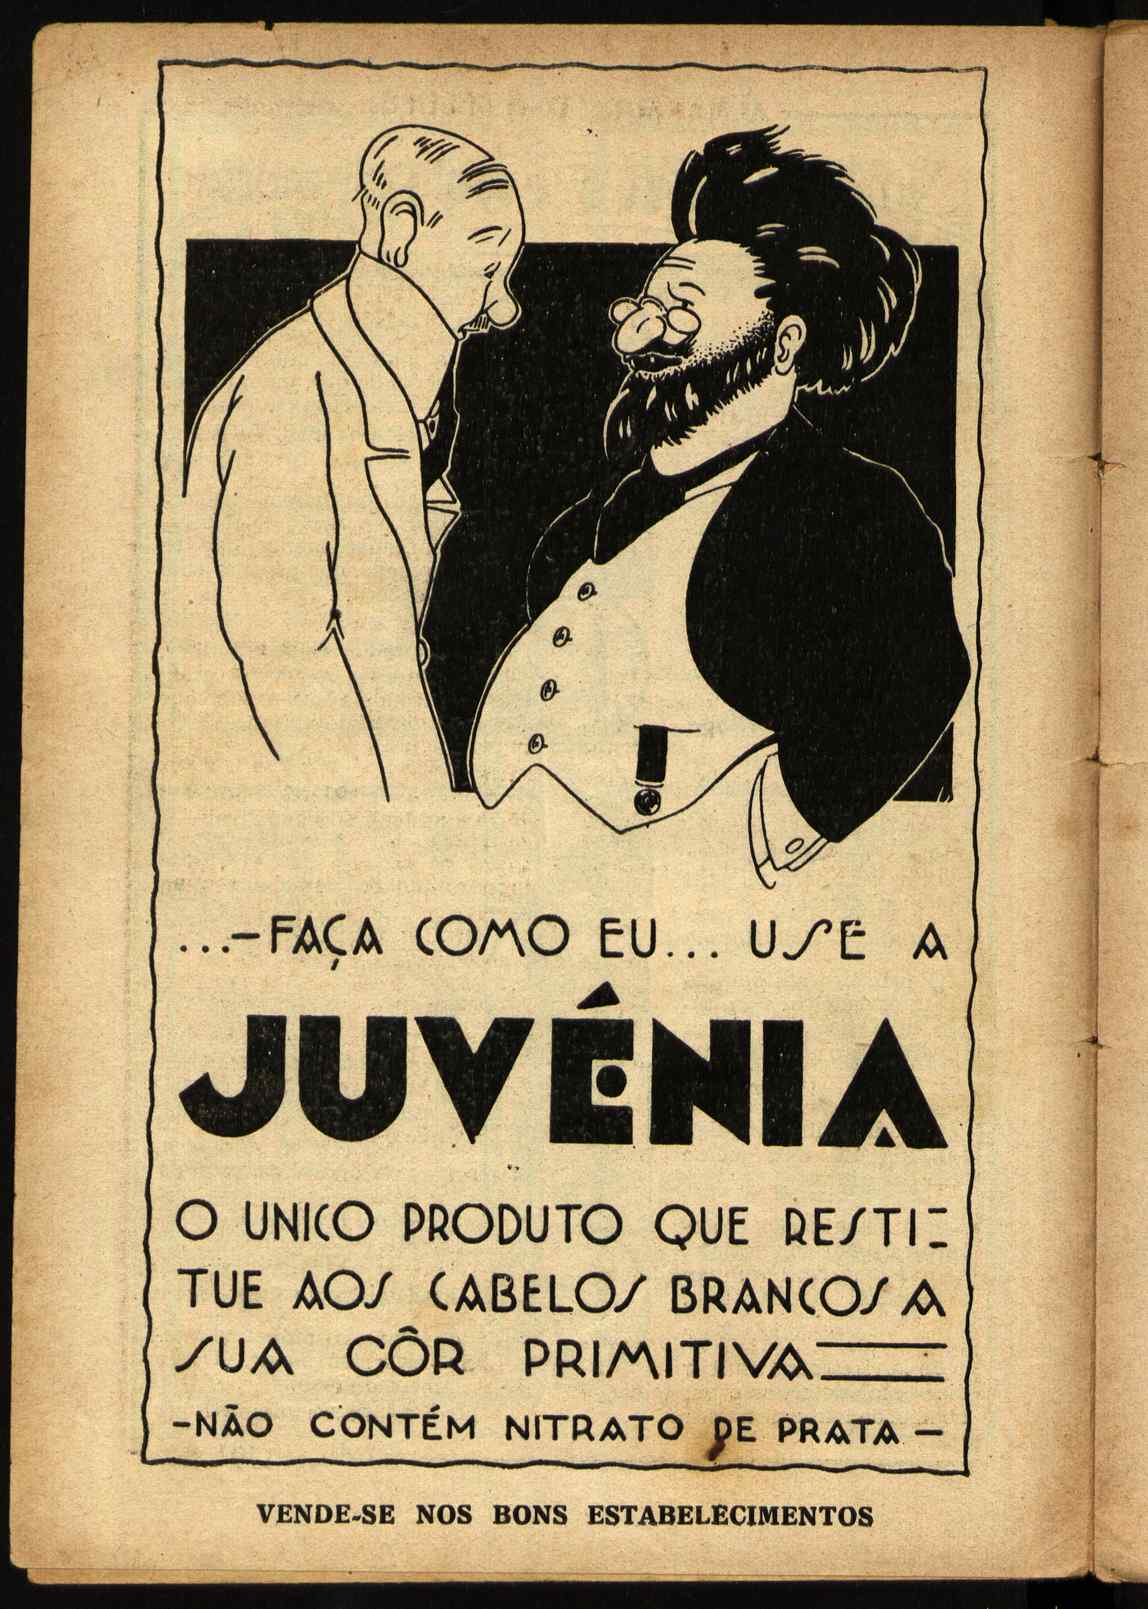 ...–FAÇA COMO EU... USE A
JUVÉNIA
O UNICO PRODUTO QUE RESTI-
TUE AOS CABELOS BRANCOS A
SUA CÔR PRIMITIVA
–NÃO CONTÉM NITRATO DE PRATA–
VENDE-SE NOS BONS ESTABELECIMENTOS